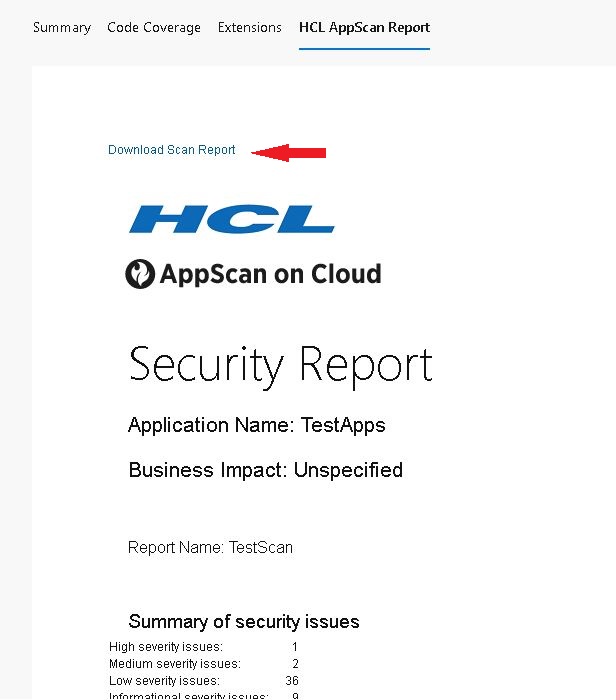 Summary Code Coverage Extensions HCL AppScan Report
Download Scan Report
HCL
AppScan on Cloud
Security Report
Application Name: TestApps
Business Impact: Unspecified
Report Name: TestScan
Summary of security issues
High severity issues: 1
Medium severity issues: 2
Low severity issues: 36
Informational severity issues: 9